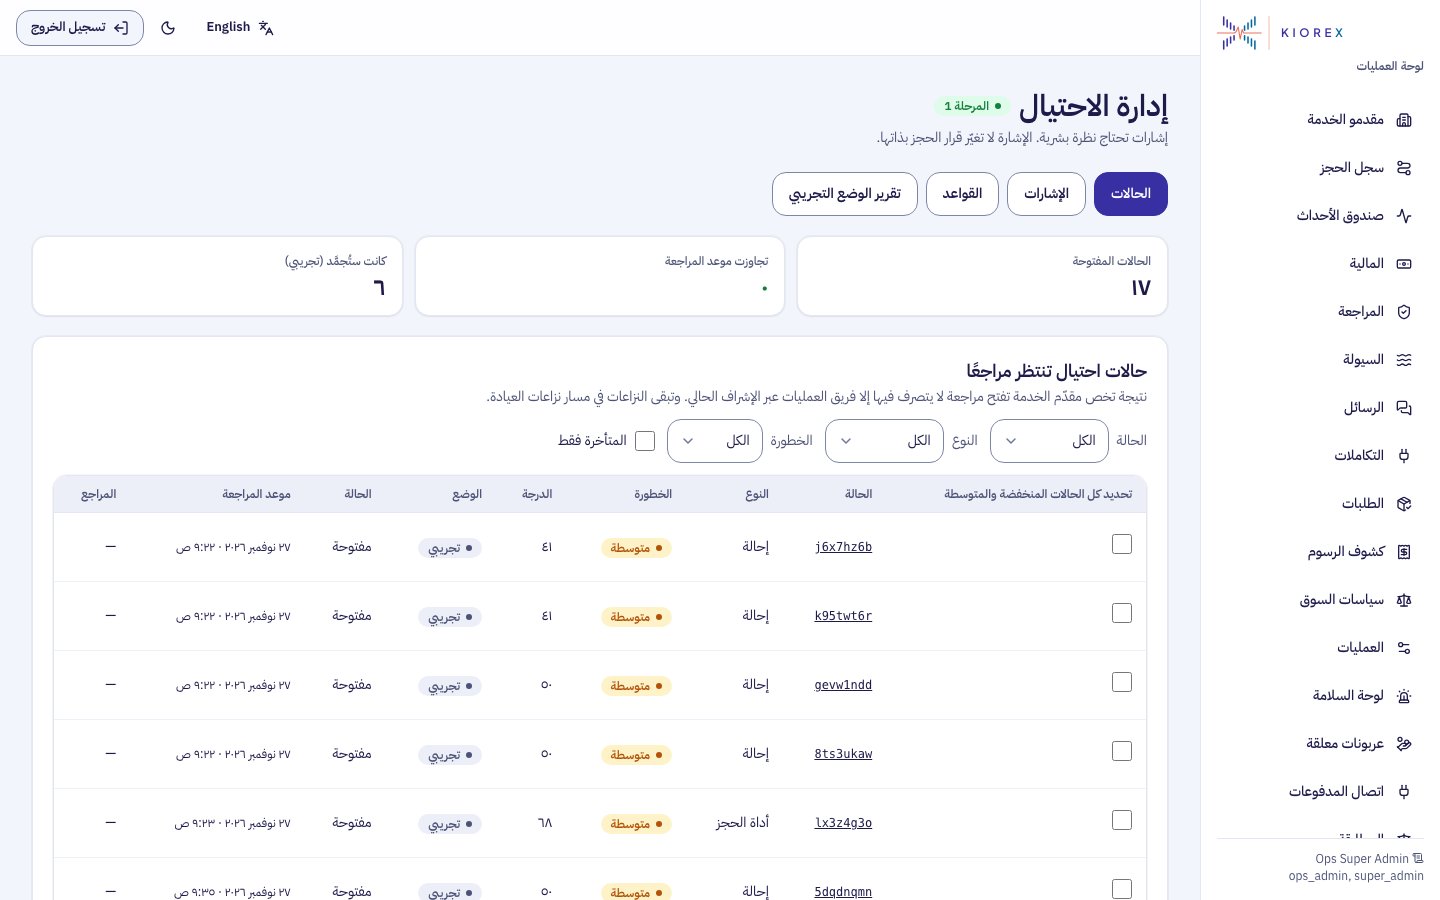 KIOREX
لوحة العمليات
مقدمو الخدمة
سجل الحجز
صندوق الأحداث
المالية
المراجعة
السيولة
الرسائل
التكاملات
الطلبات
كشوف الرسوم
سياسات السوق
العمليات
لوحة السلامة
عربونات معلقة
اتصال المدفوعات
Ops Super Admin
ops_admin, super_admin
English
تسجيل الخروج
إدارة الاحتيال
المرحلة 1
إشارات تحتاج نظرة بشرية. الإشارة لا تغيّر قرار الحجز بذاتها.
الحالات الإشارات القواعد تقرير الوضع التجريبي
الحالات المفتوحة
١٧
تجاوزت موعد المراجعة
٠
كانت ستُجمَّد (تجريبي)
٦
حالات احتيال تنتظر مراجعًا
نتيجة تخص مقدّم الخدمة تفتح مراجعة لا يتصرف فيها إلا فريق العمليات عبر الإشراف الحالي. وتبقى النزاعات في مسار نزاعات العيادة.
الحالة الكل النوع الكل الخطورة الكل المتأخرة فقط
تحديد كل الحالات المنخفضة والمتوسطة الحالة النوع الخطورة الدرجة الوضع الحالة موعد المراجعة المراجع
j6x7hz6b إحالة متوسطة ٤١ تجريبي مفتوحة ٢٧ نوفمبر ٢٠٢٦ · ٩:٢٢ ص —
k95twt6r إحالة متوسطة ٤١ تجريبي مفتوحة ٢٧ نوفمبر ٢٠٢٦ · ٩:٢٢ ص —
gevw1ndd إحالة متوسطة ٥٠ تجريبي مفتوحة ٢٧ نوفمبر ٢٠٢٦ · ٩:٢٢ ص —
8ts3ukaw إحالة متوسطة ٥٠ تجريبي مفتوحة ٢٧ نوفمبر ٢٠٢٦ · ٩:٢٢ ص —
lx3z4g3o أداة الحجز متوسطة ٦٨ تجريبي مفتوحة ٢٧ نوفمبر ٢٠٢٦ · ٩:٢٣ ص —
5dqdnqmn إحالة متوسطة ٥٠ تجريبي مفتوحة ٢٧ نوفمبر ٢٠٢٦ · ٩:٣٥ ص —